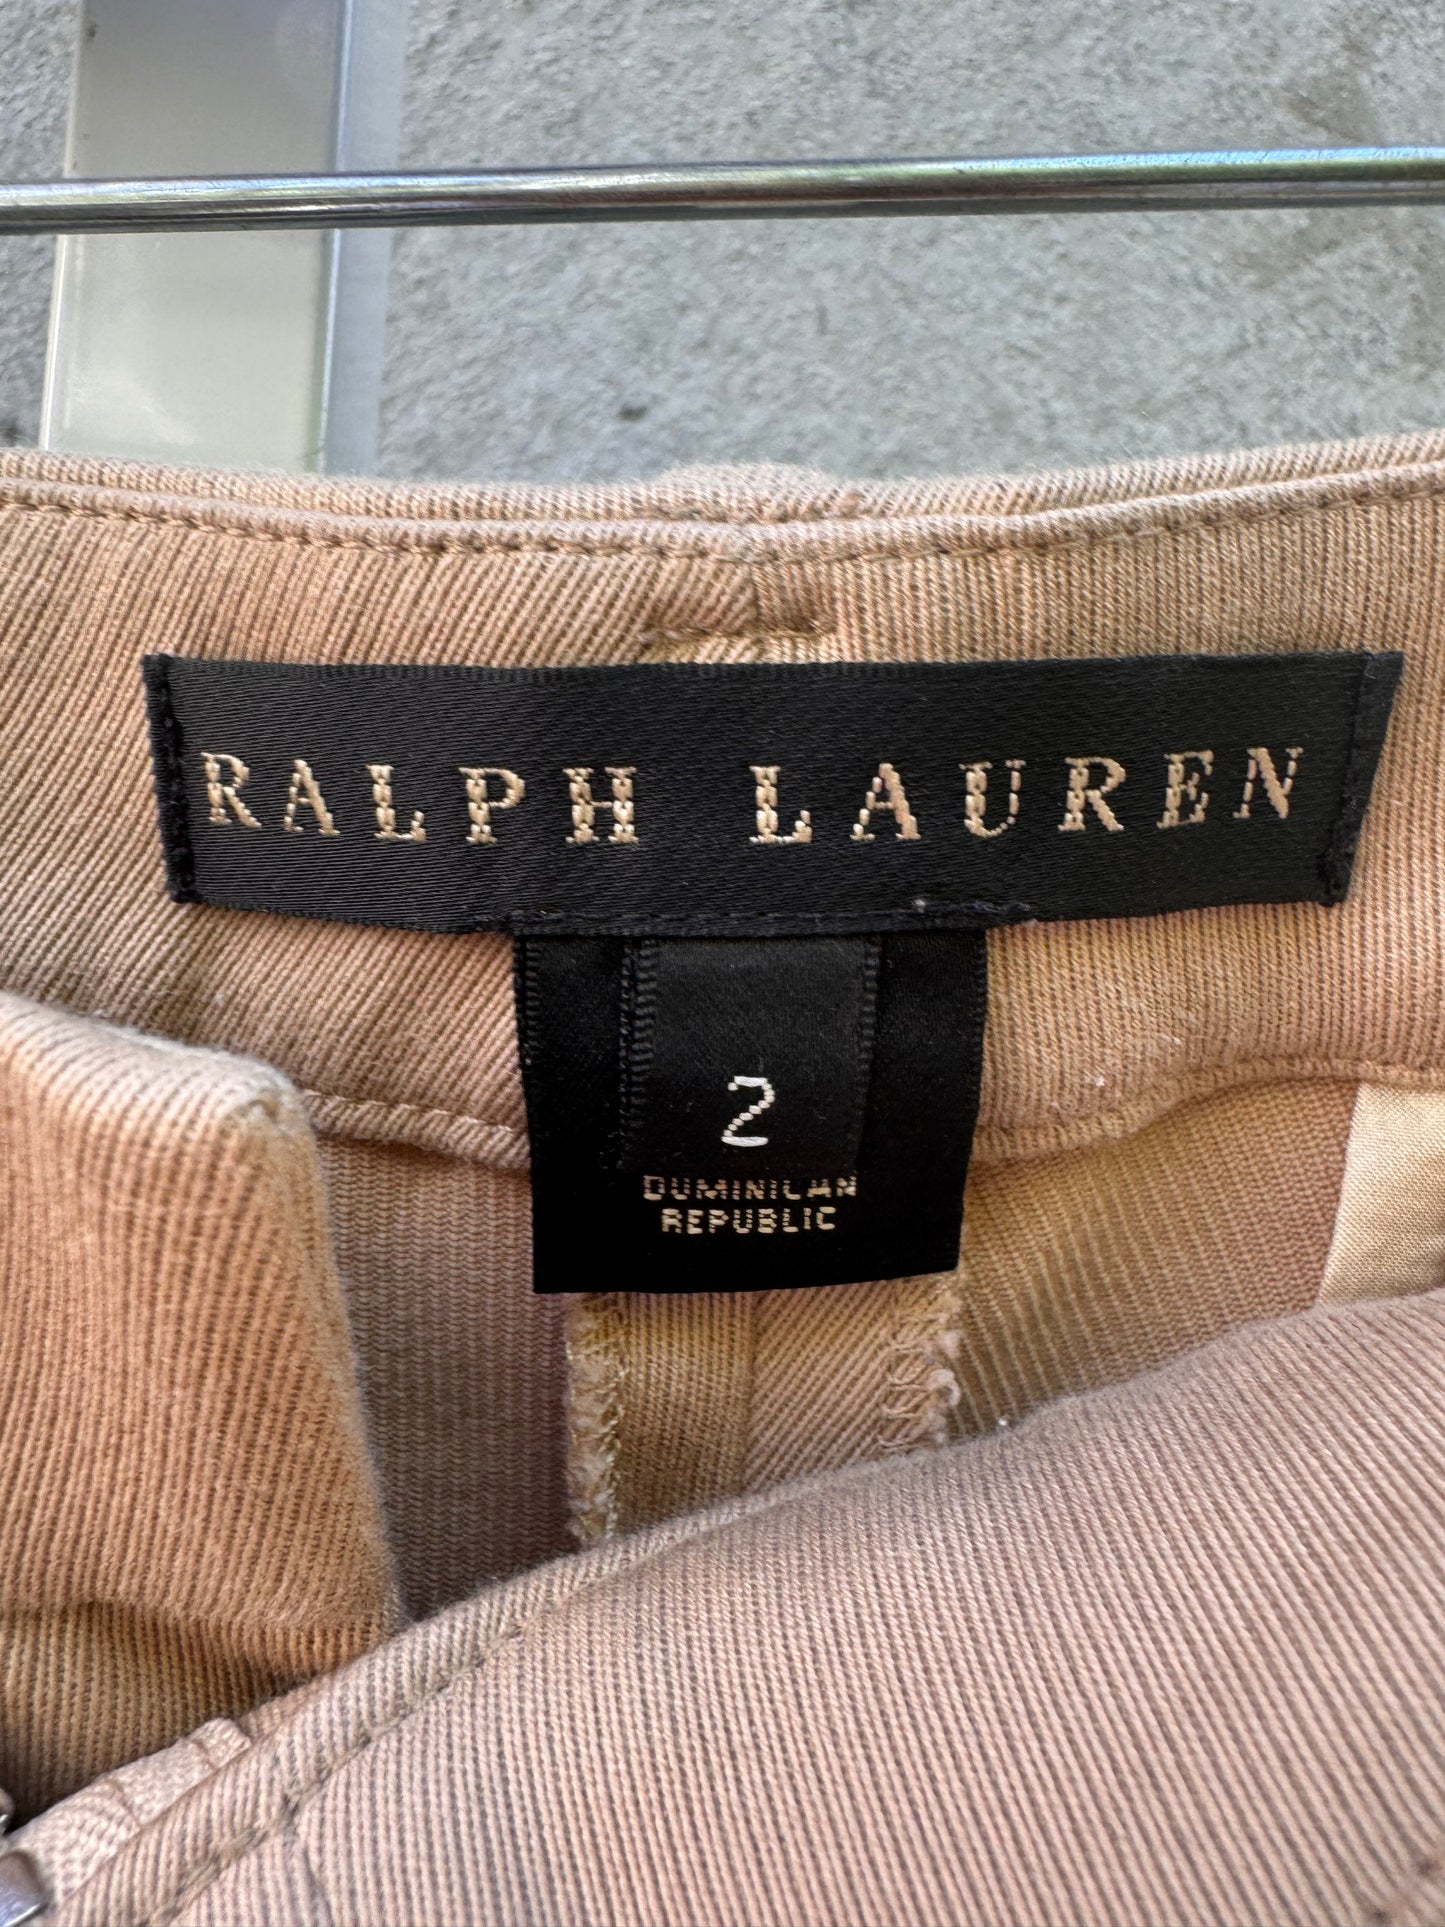 RALPH LAUREN
2
DOMINICAN
REPUBLIC